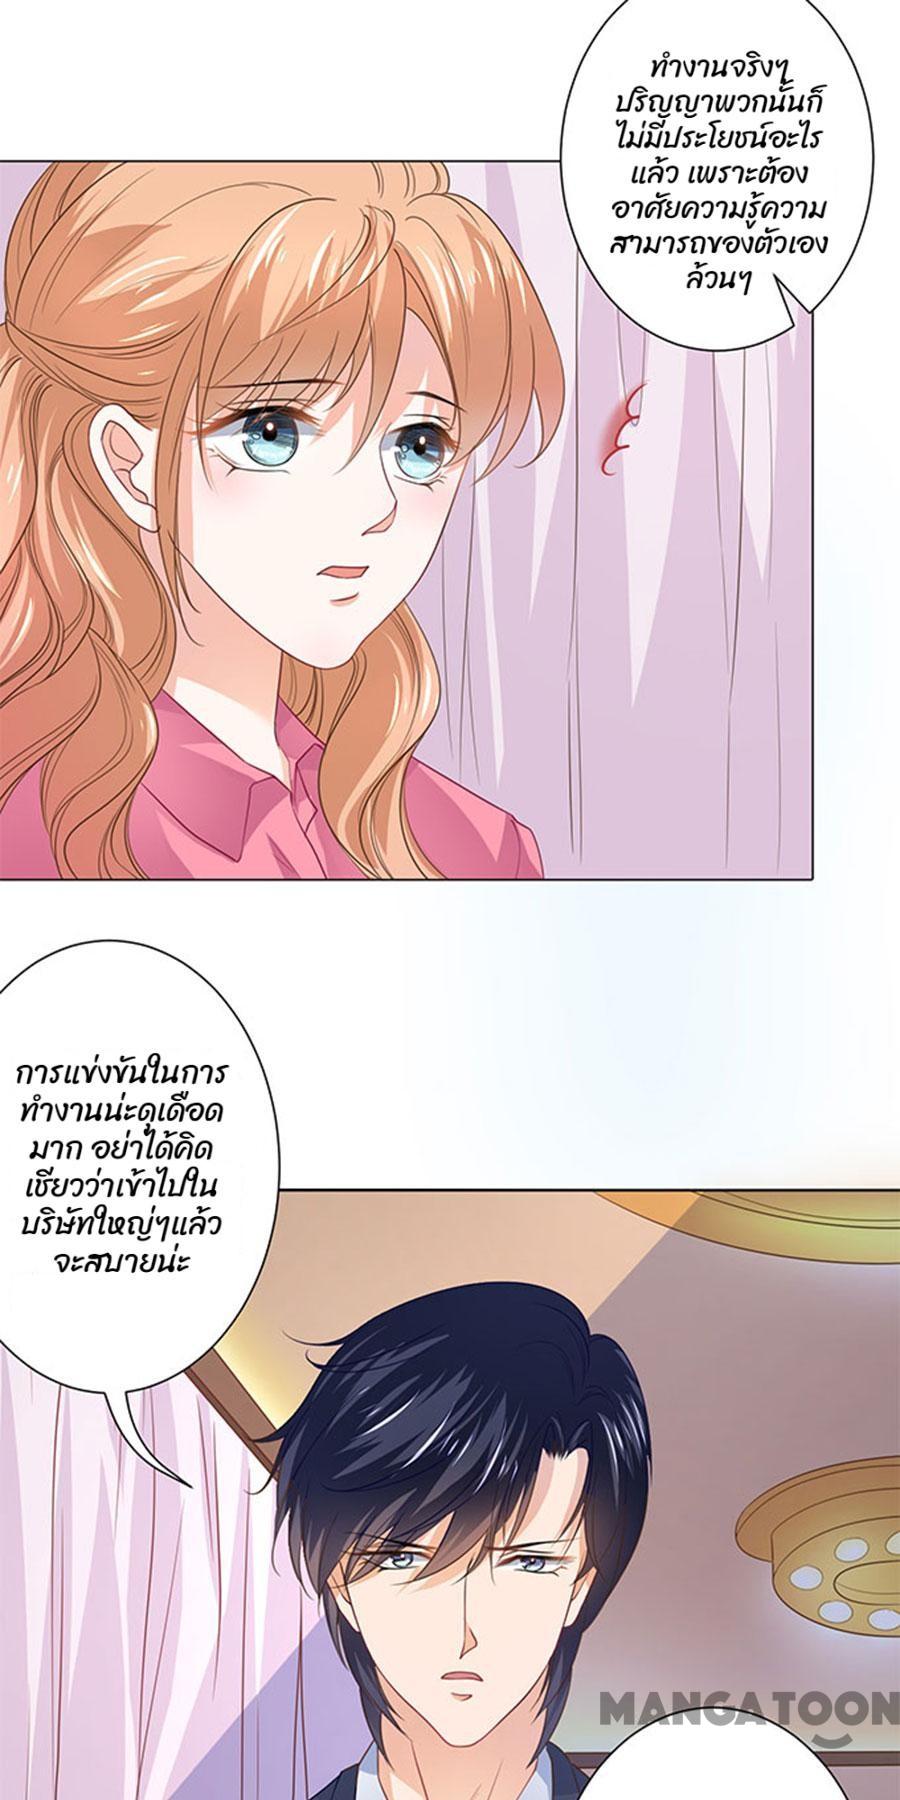 ทำงานจริงๆ
ปริญญาพวกนั้นก็
ไม่มีประโยชน์อะไร
แล้ว เพราะต้อง
อาศัยความรู้ความ
สามารถของตัวเอง
ล้วนๆ
การแข่งขันในการ
ทำงานน่ะดุเดือด
มาก อย่าได้คิด
เชียวว่าเข้าไปใน
บริษัทใหญ่ๆแล้ว
จะสบายน่ะ
MANGATOON